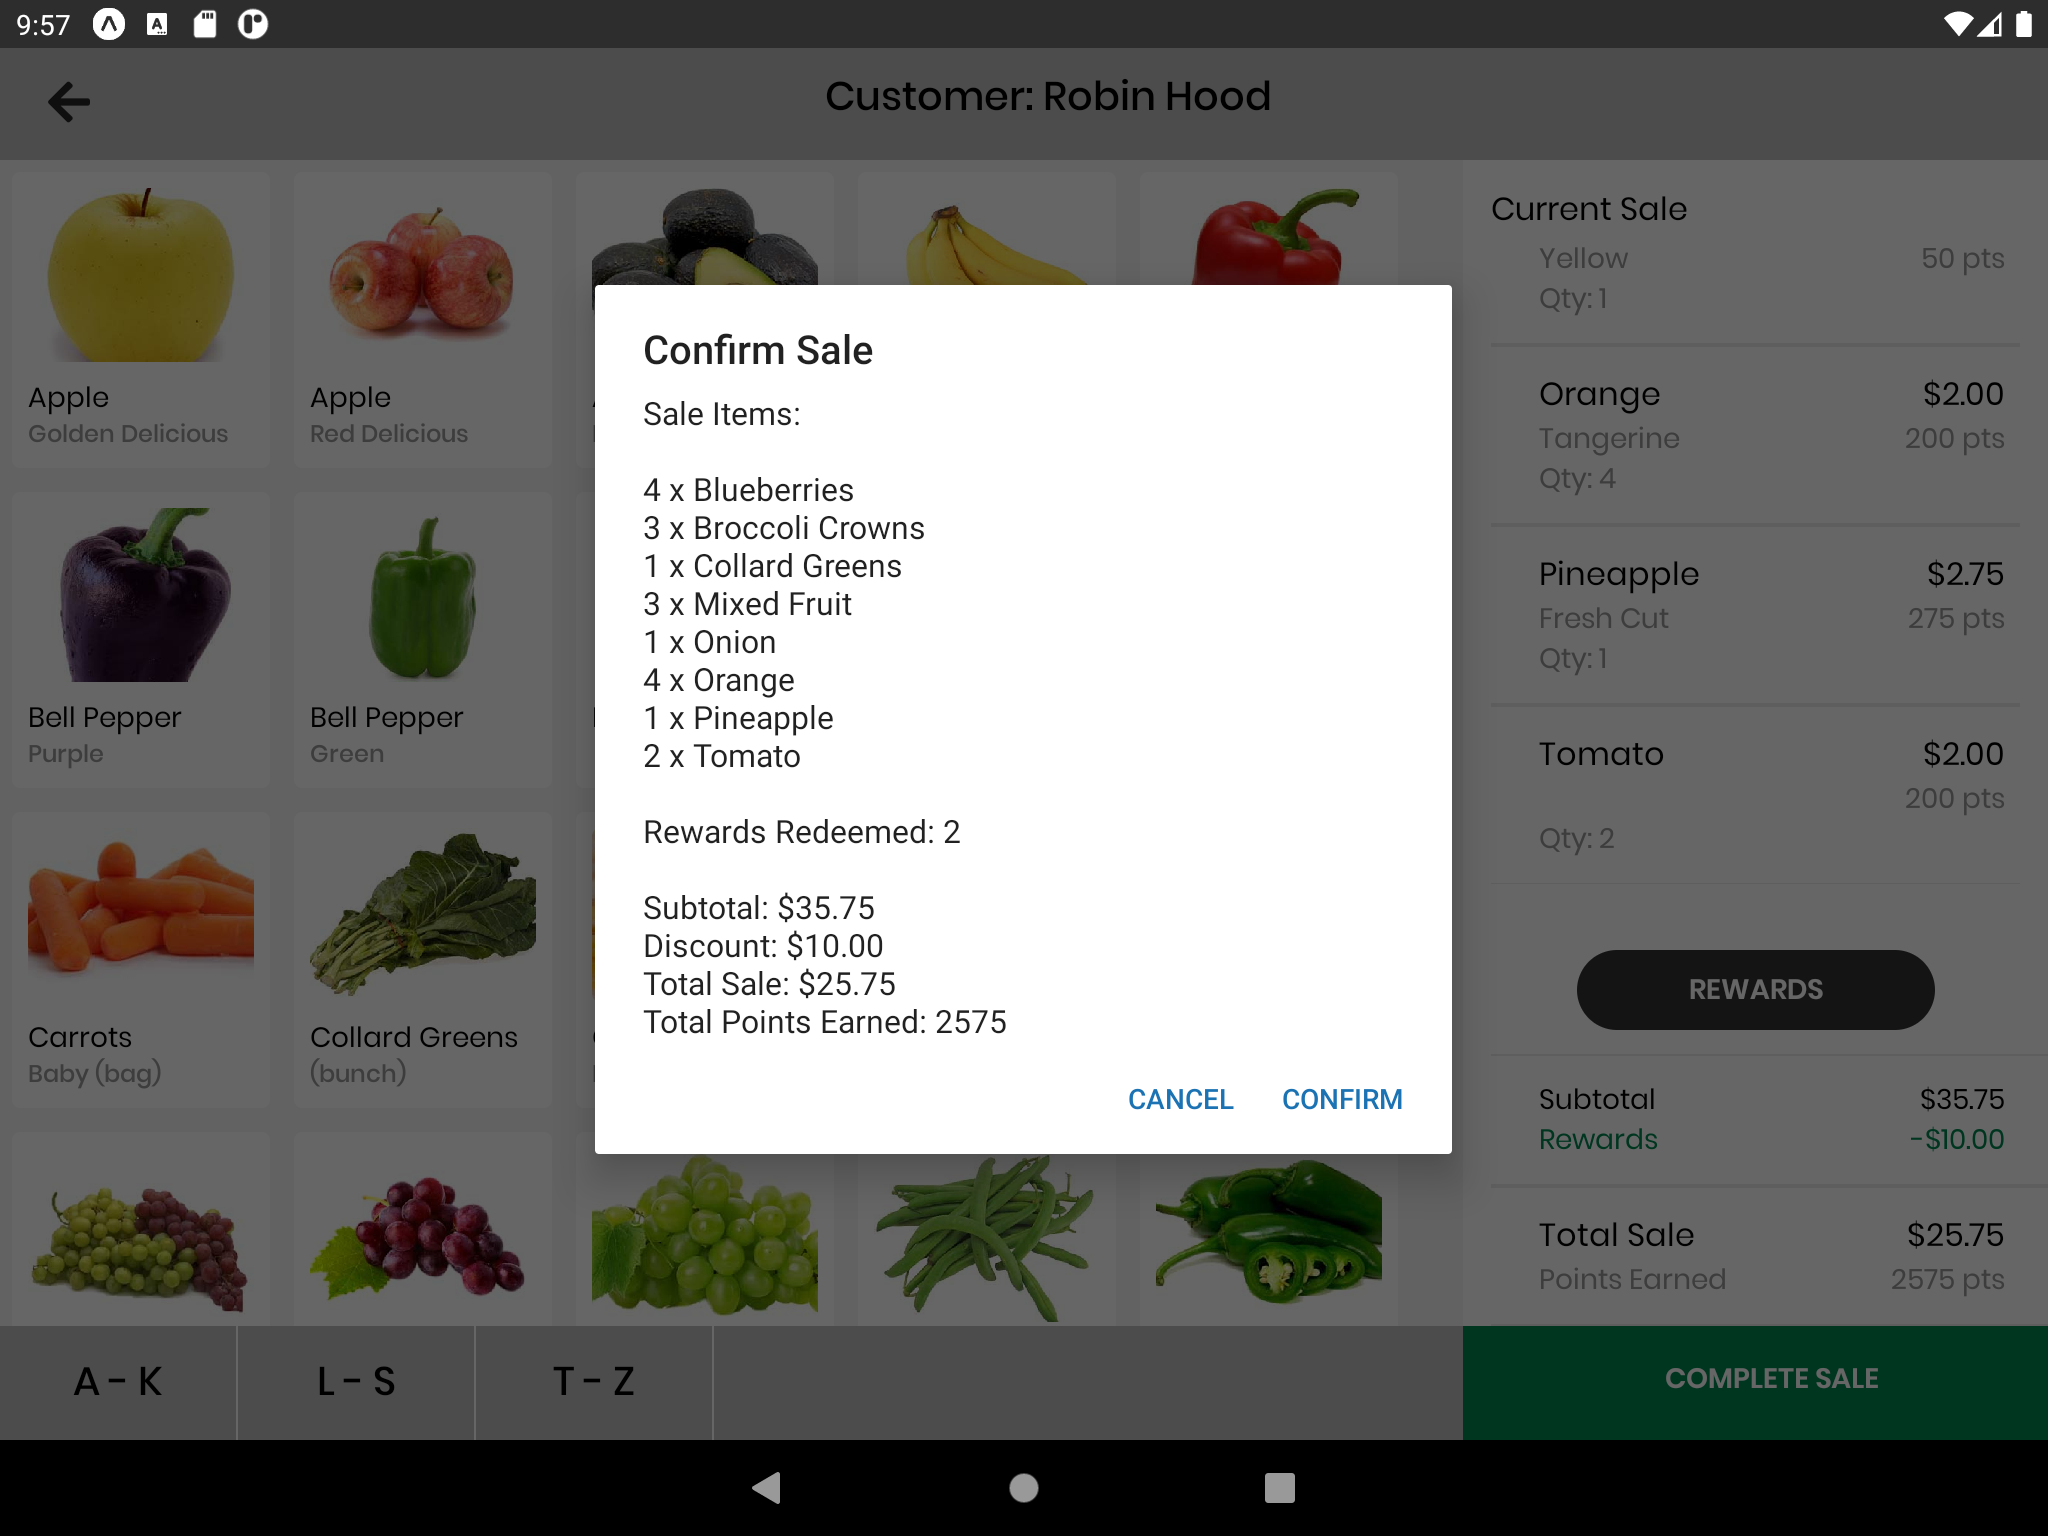 9:57
Customer: Robin Hood
Apple
Golden Delicious
Apple
Red Delicious
Bell Pepper
Purple
Bell Pepper
Green
Carrots
Baby (bag)
Collard Greens
(bunch)
A - K
L - S
T - Z
Confirm Sale
Sale Items:
4 x Blueberries
3 x Broccoli Crowns
1 x Collard Greens
3 x Mixed Fruit
1 x Onion
4 x Orange
1 x Pineapple
2 x Tomato
Rewards Redeemed: 2
Subtotal: $35.75
Discount: $10.00
Total Sale: $25.75
Total Points Earned: 2575
CANCEL CONFIRM
Current Sale
Yellow 50 pts
Qty: 1
Orange $2.00
Tangerine 200 pts
Qty: 4
Pineapple $2.75
Fresh Cut 275 pts
Qty: 1
Tomato $2.00
200 pts
Qty: 2
REWARDS
Subtotal $35.75
Rewards -$10.00
Total Sale $25.75
Points Earned 2575 pts
COMPLETE SALE